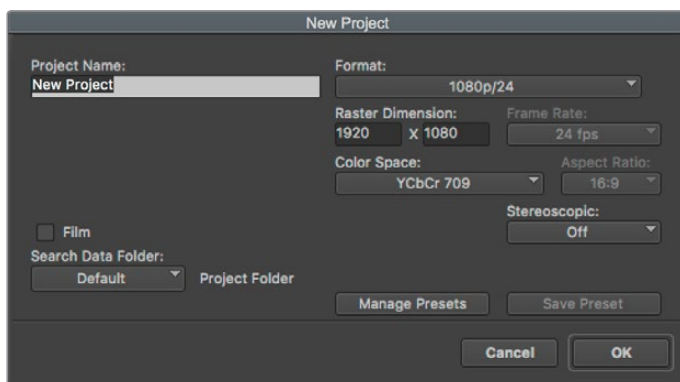 New Project
Project Name:
New Project
Format:
1080p/24
Raster Dimension:
Frame Rate:
1920 X 1080
24 fps
Color Space:
Aspect Ratio:
YCbCr 709
16:9
Stereoscopic:
Off
Film
Search Data Folder:
Default
Project Folder
Manage Presets
Save Preset
Cancel
OK